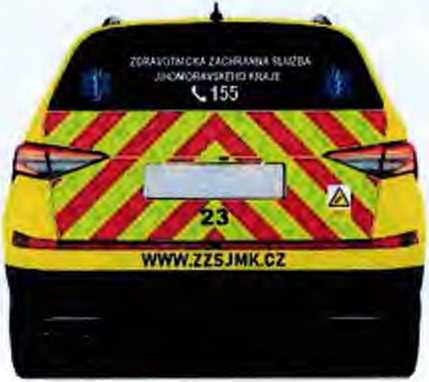 ZDRAVOTNICKÁ ZÁCHRANNÁ SLUŽBA
JIHOMORAVSKÉHO KRAJE
155
23
WWW.ZZSJMK.CZ